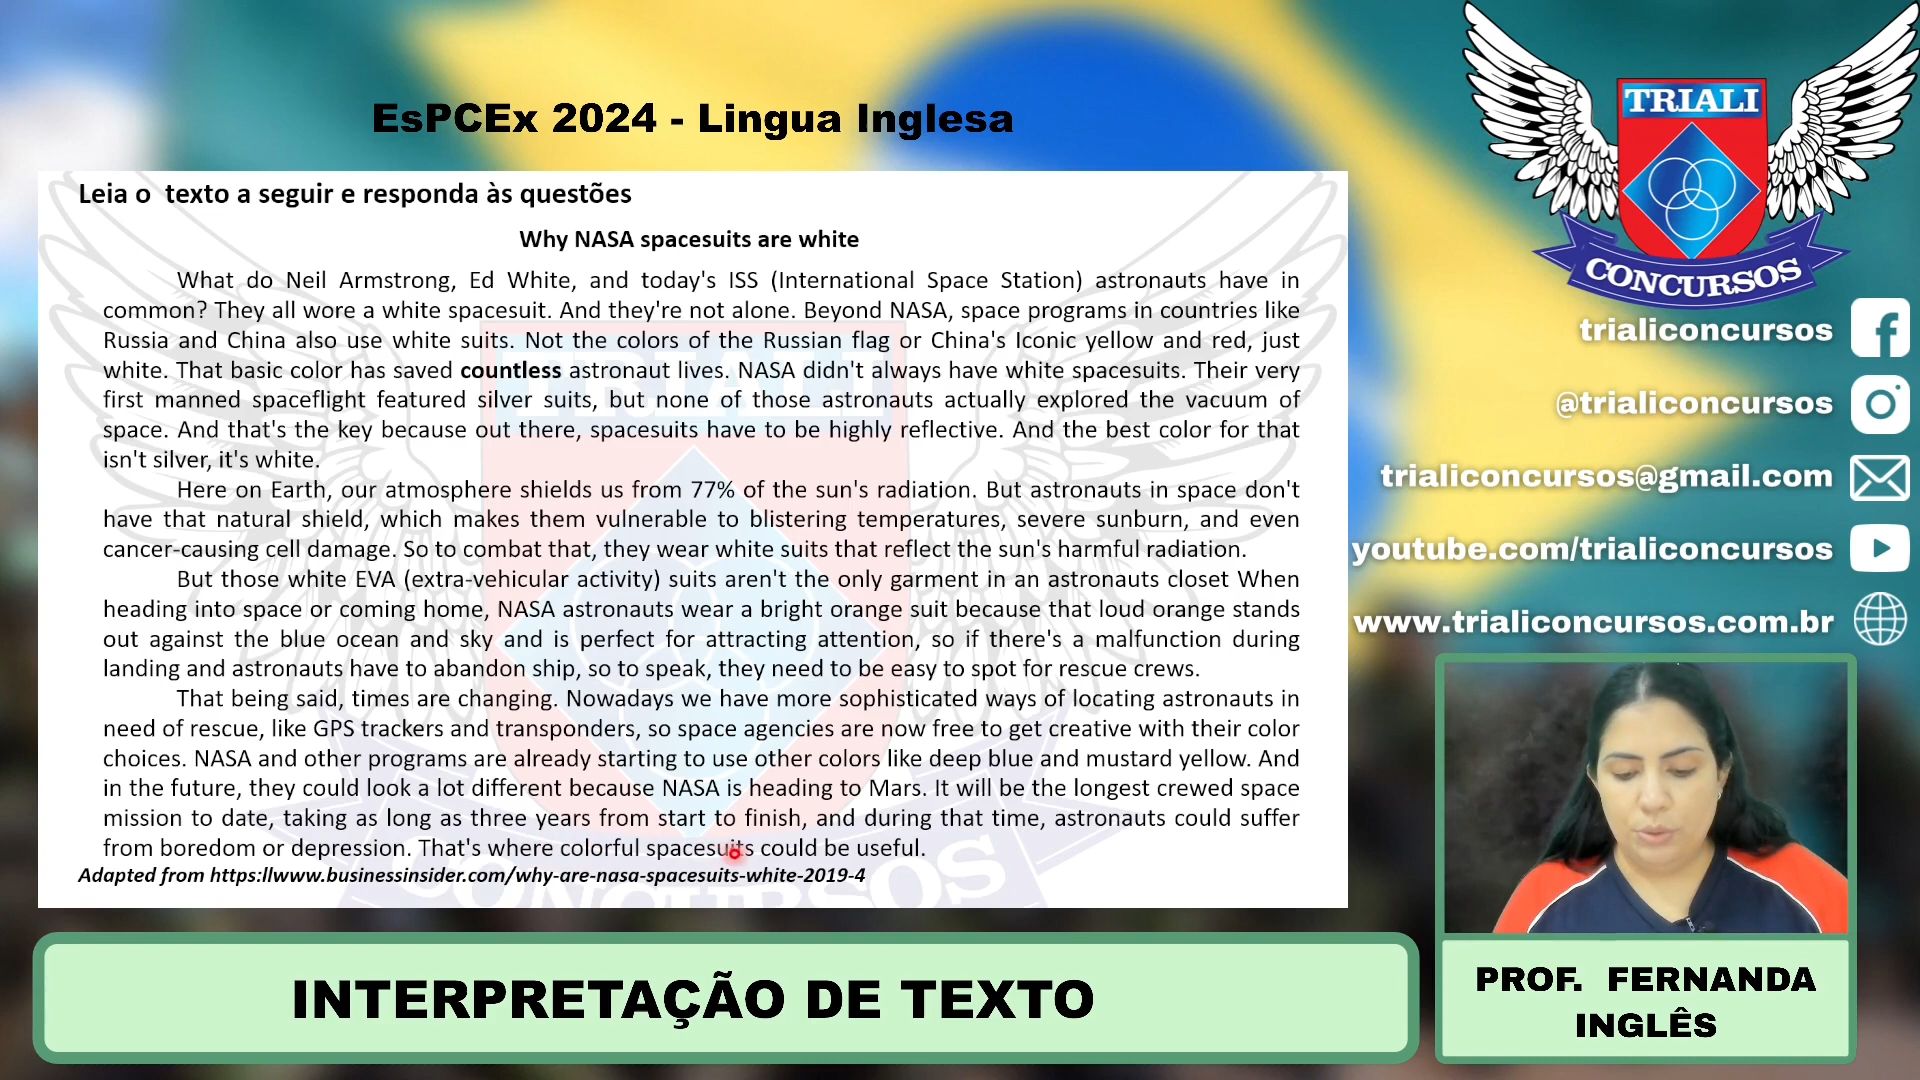 EsPCEx 2024 - Lingua Inglesa
Leia o texto a seguir e responda às questões
Why NASA spacesuits are white
What do Neil Armstrong, Ed White, and today's ISS (International Space Station) astronauts have in
common? They all wore a white spacesuit. And they're not alone. Beyond NASA, space programs in countries like
Russia and China also use white suits. Not the colors of the Russian flag or China's Iconic yellow and red, just
white. That basic color has saved countless astronaut lives. NASA didn't always have white spacesuits. Their very
first manned spaceflight featured silver suits, but none of those astronauts actually explored the vacuum of
space. And that's the key because out there, spacesuits have to be highly reflective. And the best color for that
isn't silver, it's white.
Here on Earth, our atmosphere shields us from 77% of the sun's radiation. But astronauts in space don't
have that natural shield, which makes them vulnerable to blistering temperatures, severe sunburn, and even
cancer-causing cell damage. So to combat that, they wear white suits that reflect the sun's harmful radiation.
But those white EVA (extra-vehicular activity) suits aren't the only garment in an astronauts closet When
heading into space or coming home, NASA astronauts wear a bright orange suit because that loud orange stands
out against the blue ocean and sky and is perfect for attracting attention, so if there's a malfunction during
landing and astronauts have to abandon ship, so to speak, they need to be easy to spot for rescue crews.
That being said, times are changing. Nowadays we have more sophisticated ways of locating astronauts in
need of rescue, like GPS trackers and transponders, so space agencies are now free to get creative with their color
choices. NASA and other programs are already starting to use other colors like deep blue and mustard yellow. And
in the future, they could look a lot different because NASA is heading to Mars. It will be the longest crewed space
mission to date, taking as long as three years from start to finish, and during that time, astronauts could suffer
from boredom or depression. That's where colorful spacesuits could be useful.
Adapted from https:llwww.businessinsider.com/why-are-nasa-spacesuits-white-2019-4
TRIALI
CONCURSOS
INTERPRETAÇÃO DE TEXTO
TRIALI
CONCURSOS
trialiconcursos
@trialiconcursos
trialiconcursos@gmail.com
youtube.com/trialiconcursos
www.trialiconcursos.com.br
PROF. FERNANDA
INGLÊS